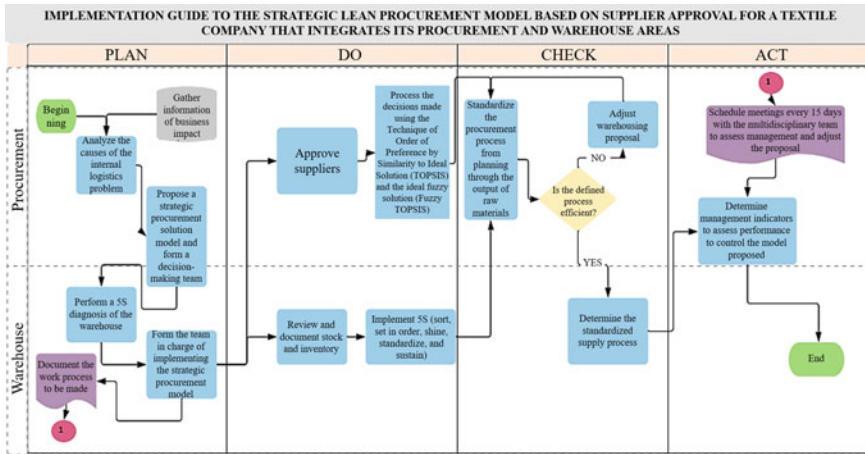 IMPLEMENTATION GUIDE TO THE STRATEGIC LEAN PROCUREMENT MODEL BASED ON SUPPLIER APPROVAL FOR A TEXTILE
COMPANY THAT INTEGRATES ITS PROCUREMENT AND WAREHOUSE AREAS
PLAN
DO
CHECK
ACT
Procurement
Begin
ning
Gather
information
of business
impact
Analyze the
causes of the
internal
logistics
problem
Propose a
strategic
procurement
solution
model and
form a
decision-
making team
Approve
suppliers
Process the
decisions made
using the
Technique of
Order of
Preference by
Similarity to Ideal
Solution (TOPSIS)
and the ideal fuzzy
solution (Fuzzy
TOPSIS)
Standardize
the
procurement
process
from
planning
through the
output of
raw
materials
Adjust
warehousing
proposal
NO
Is the defined
process
efficient?
YES
1
Schedule meetings every 15 days
with the multidisciplinary team
to assess management and adjust
the proposal
Determine
management indicators
to assess performance
to control the model
proposed
Warehouse
Perform a 5S
diagnosis of the
warehouse
Form the team
in charge of
implementing
the strategic
procurement
model
Document the
work process
to be made
1
Review and
document stock
and inventory
Implement 5S (sort,
set in order, shine,
standardize, and
sustain)
Determine the
standardized
supply process
End